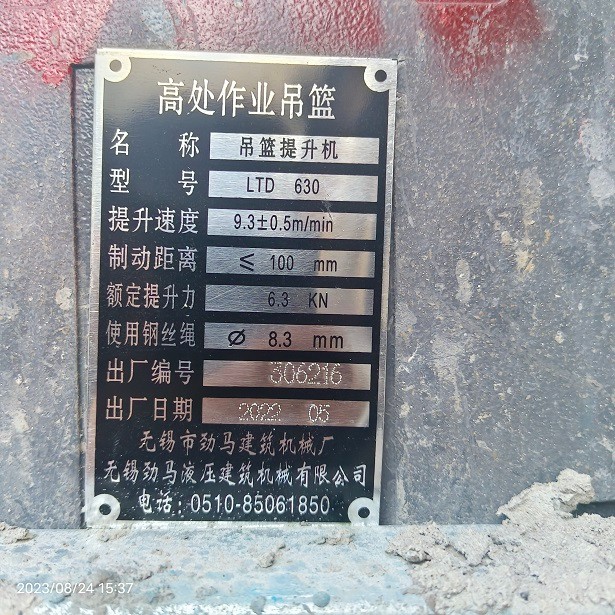 高处作业吊篮
名 称 吊篮提升机
型 号 LTD 630
提升速度 9.3±0.5m/min
制动距离 ≤ 100 mm
额定提升力 6.3 KN
使用钢丝绳 Ø 8.3 mm
出厂编号 306216
出厂日期 2022 05
无锡市劲马建筑机械厂
无锡劲马液压建筑机械有限公司
电话：0510-85061850
2023/08/24 15:37